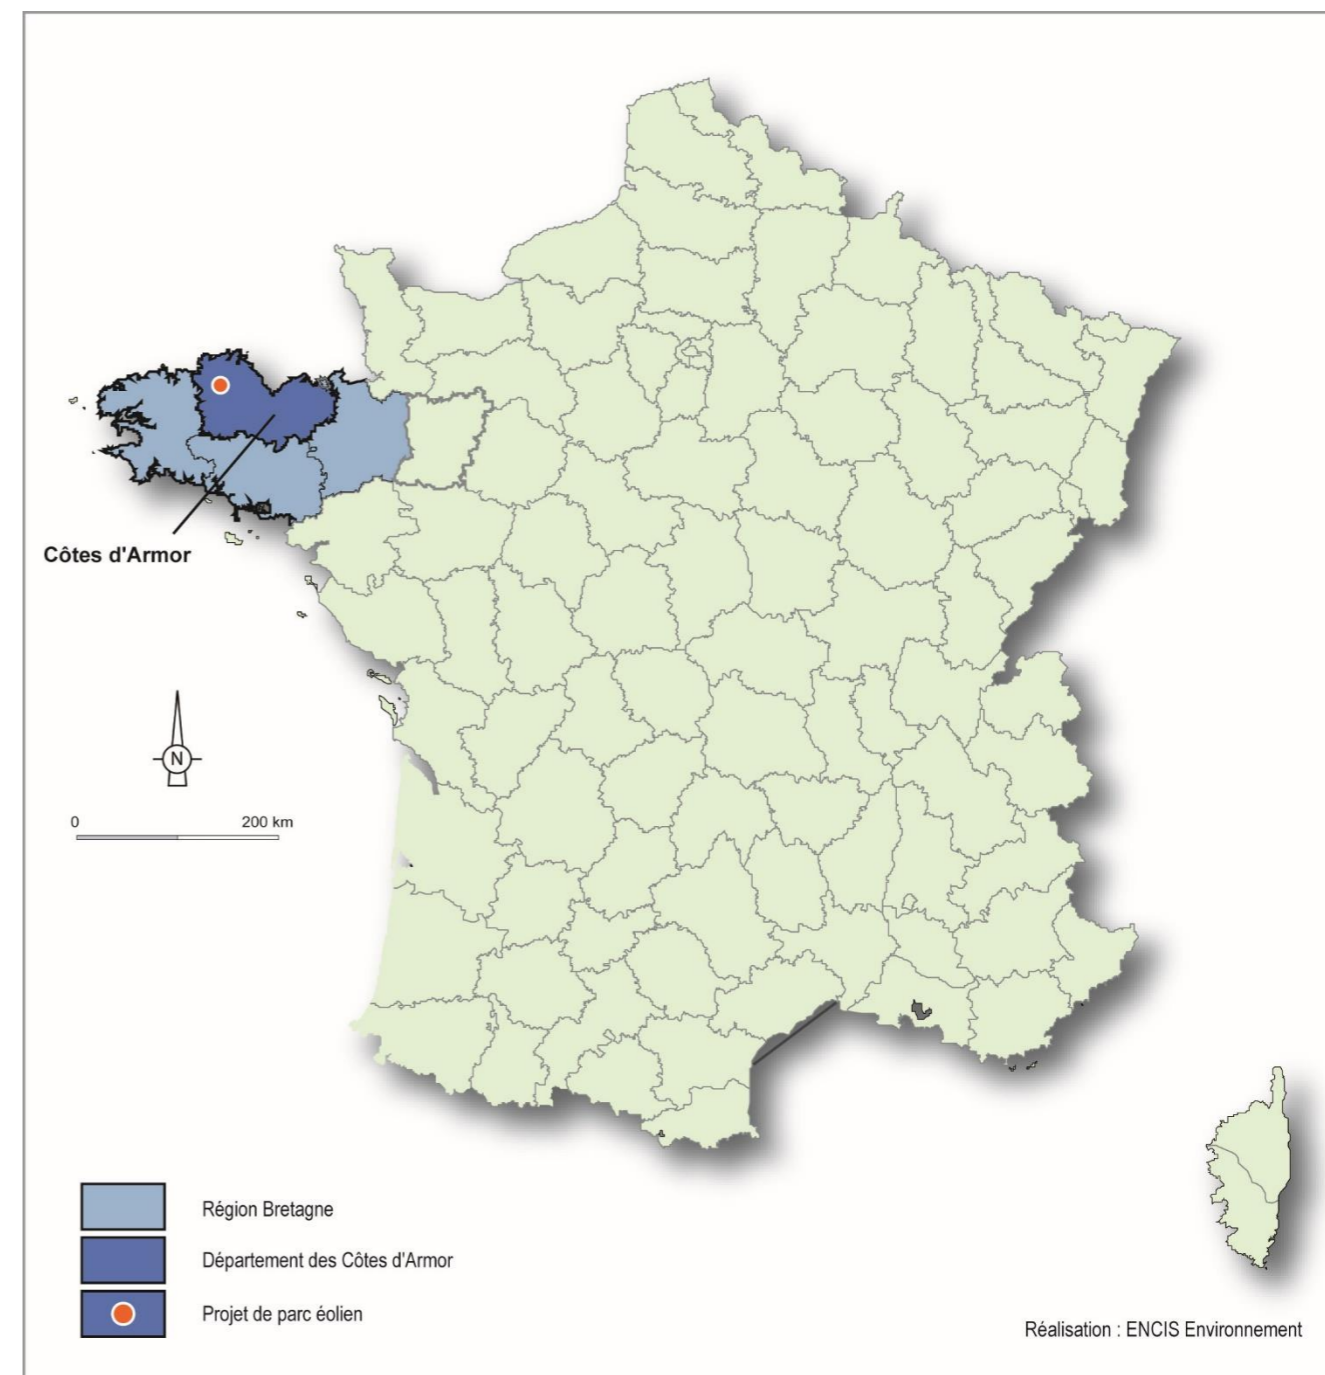 Côtes d'Armor
N
0 200 km
Région Bretagne
Département des Côtes d'Armor
Projet de parc éolien
Réalisation : ENCIS Environnement